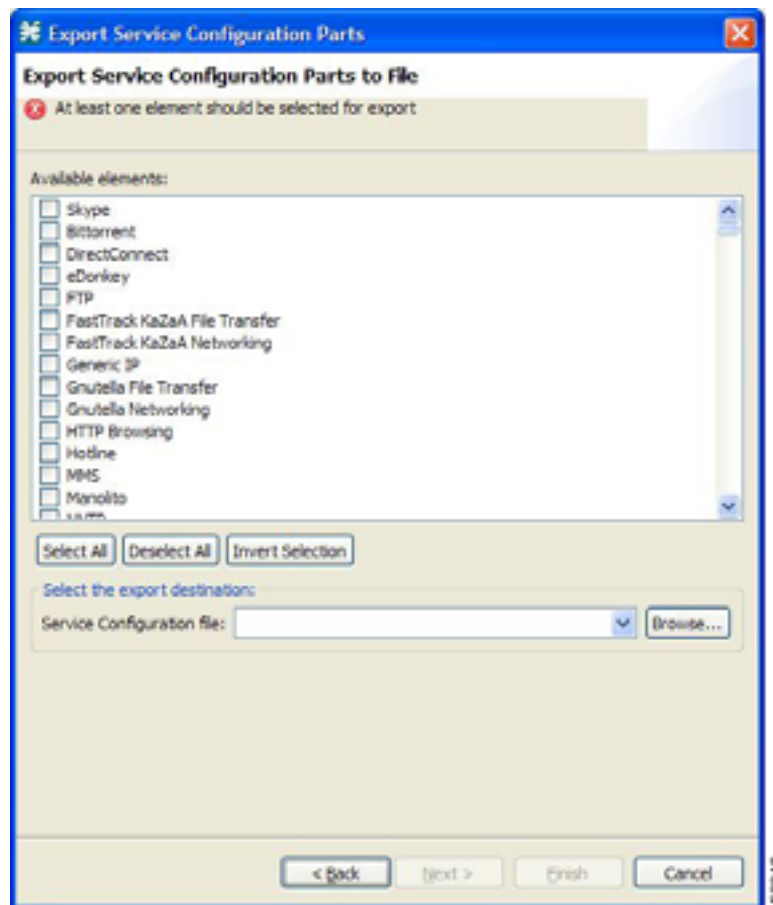 Export Service Configuration Parts
Export Service Configuration Parts to File
At least one element should be selected for export
Available elements:
Skype
Bittorrent
DirectConnect
eDonkey
FTP
FastTrack KaZaA File Transfer
FastTrack KaZaA Networking
Generic IP
Gnutella File Transfer
Gnutella Networking
HTTP Browsing
Hotline
MMS
Manolito
Select All Deselect All Invert Selection
Select the export destination:
Service Configuration file: Browse...
< Back Next > Finish Cancel